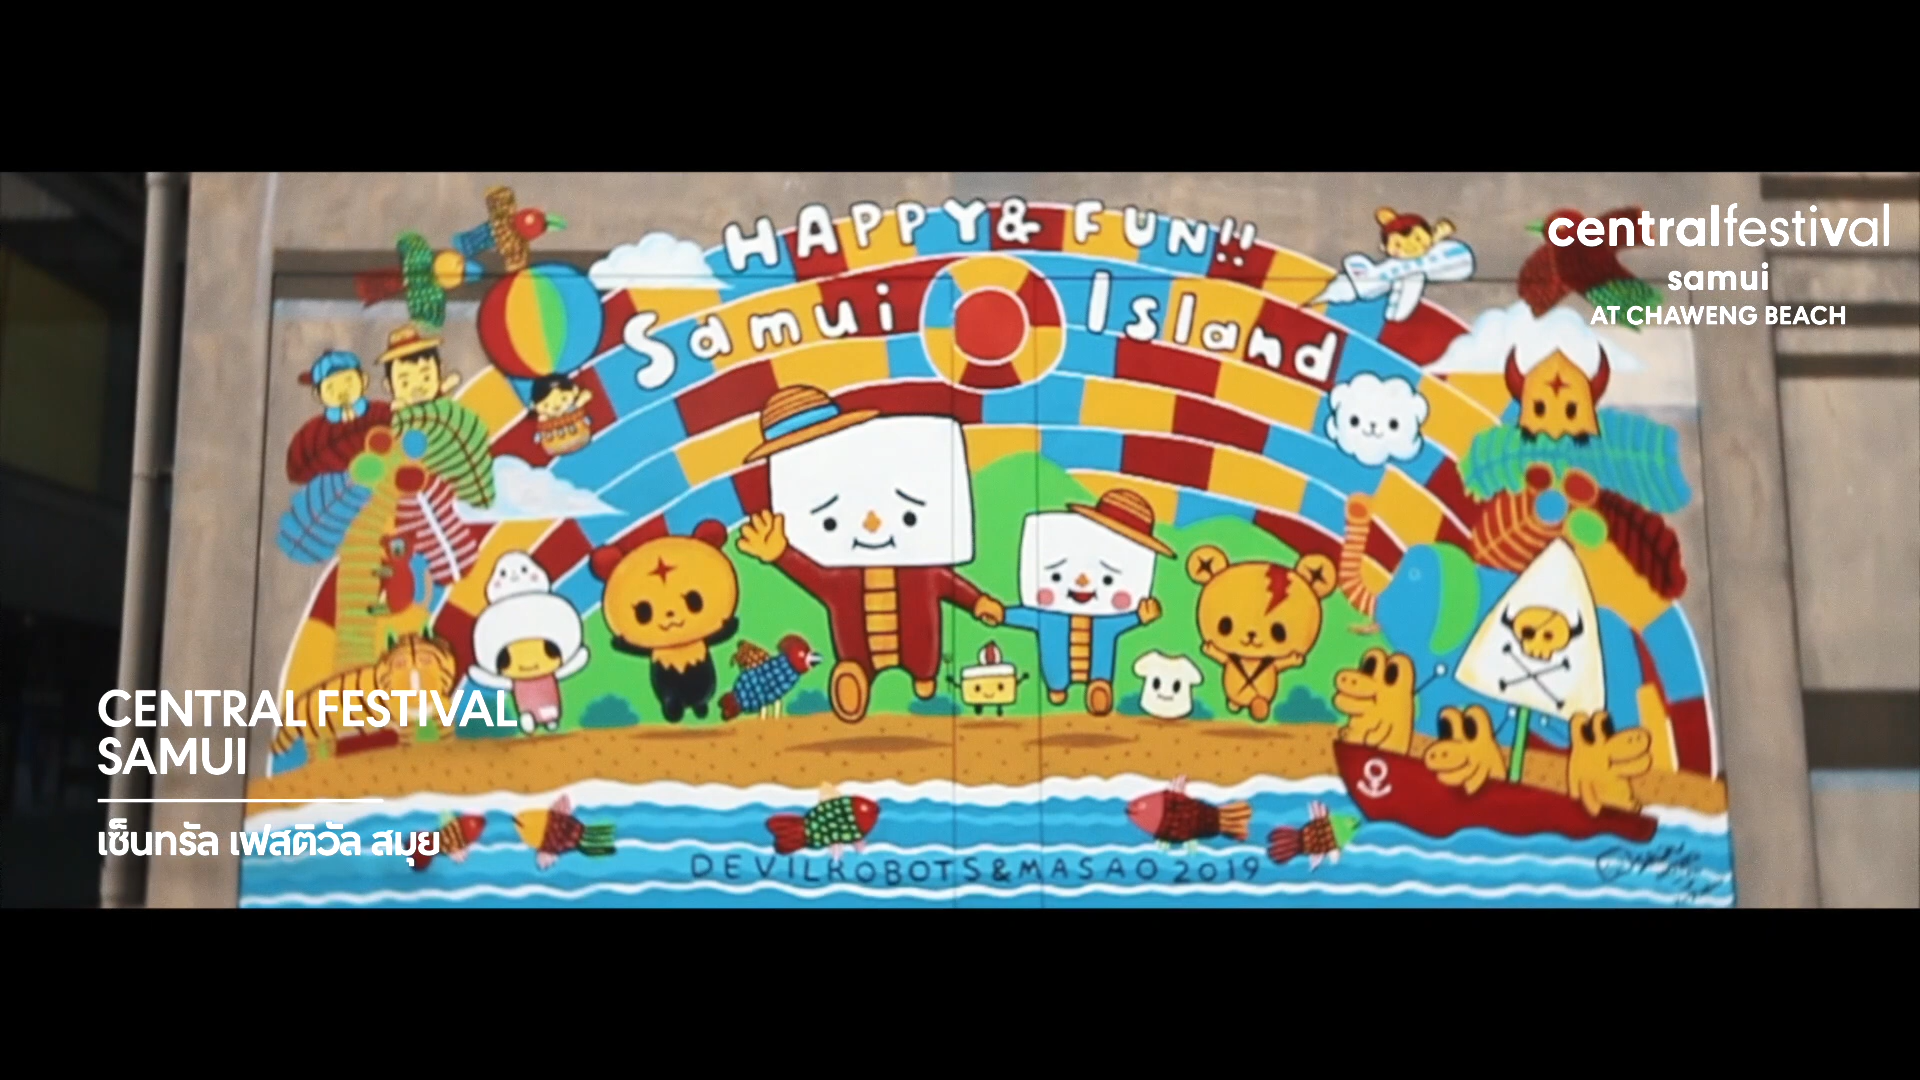 HAPPY & FUN!!
Samui Island
centralfestival
samui
AT CHAWENG BEACH
CENTRAL FESTIVAL
SAMUI
เซ็นทรัล เฟสติวัล สมุย
DEVILROBOTS & MASAO 2019